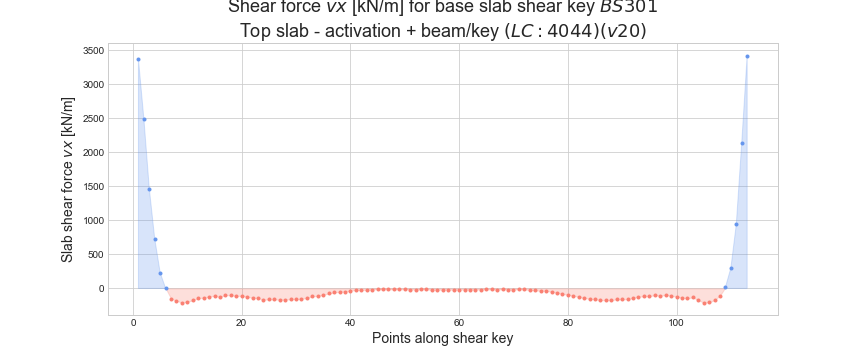 Shear force vx [kN/m] for base slab shear key BS301
Top slab - activation + beam/key (LC : 4044)(v20)
3500
3000
2500
2000
1500
1000
500
0
Slab shear force vx [kN/m]
0 20 40 60 80 100
Points along shear key